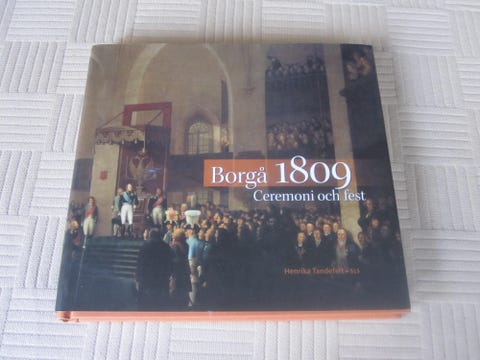 Borgå 1809
Ceremoni och fest
Henrika Tandefelt • SLS